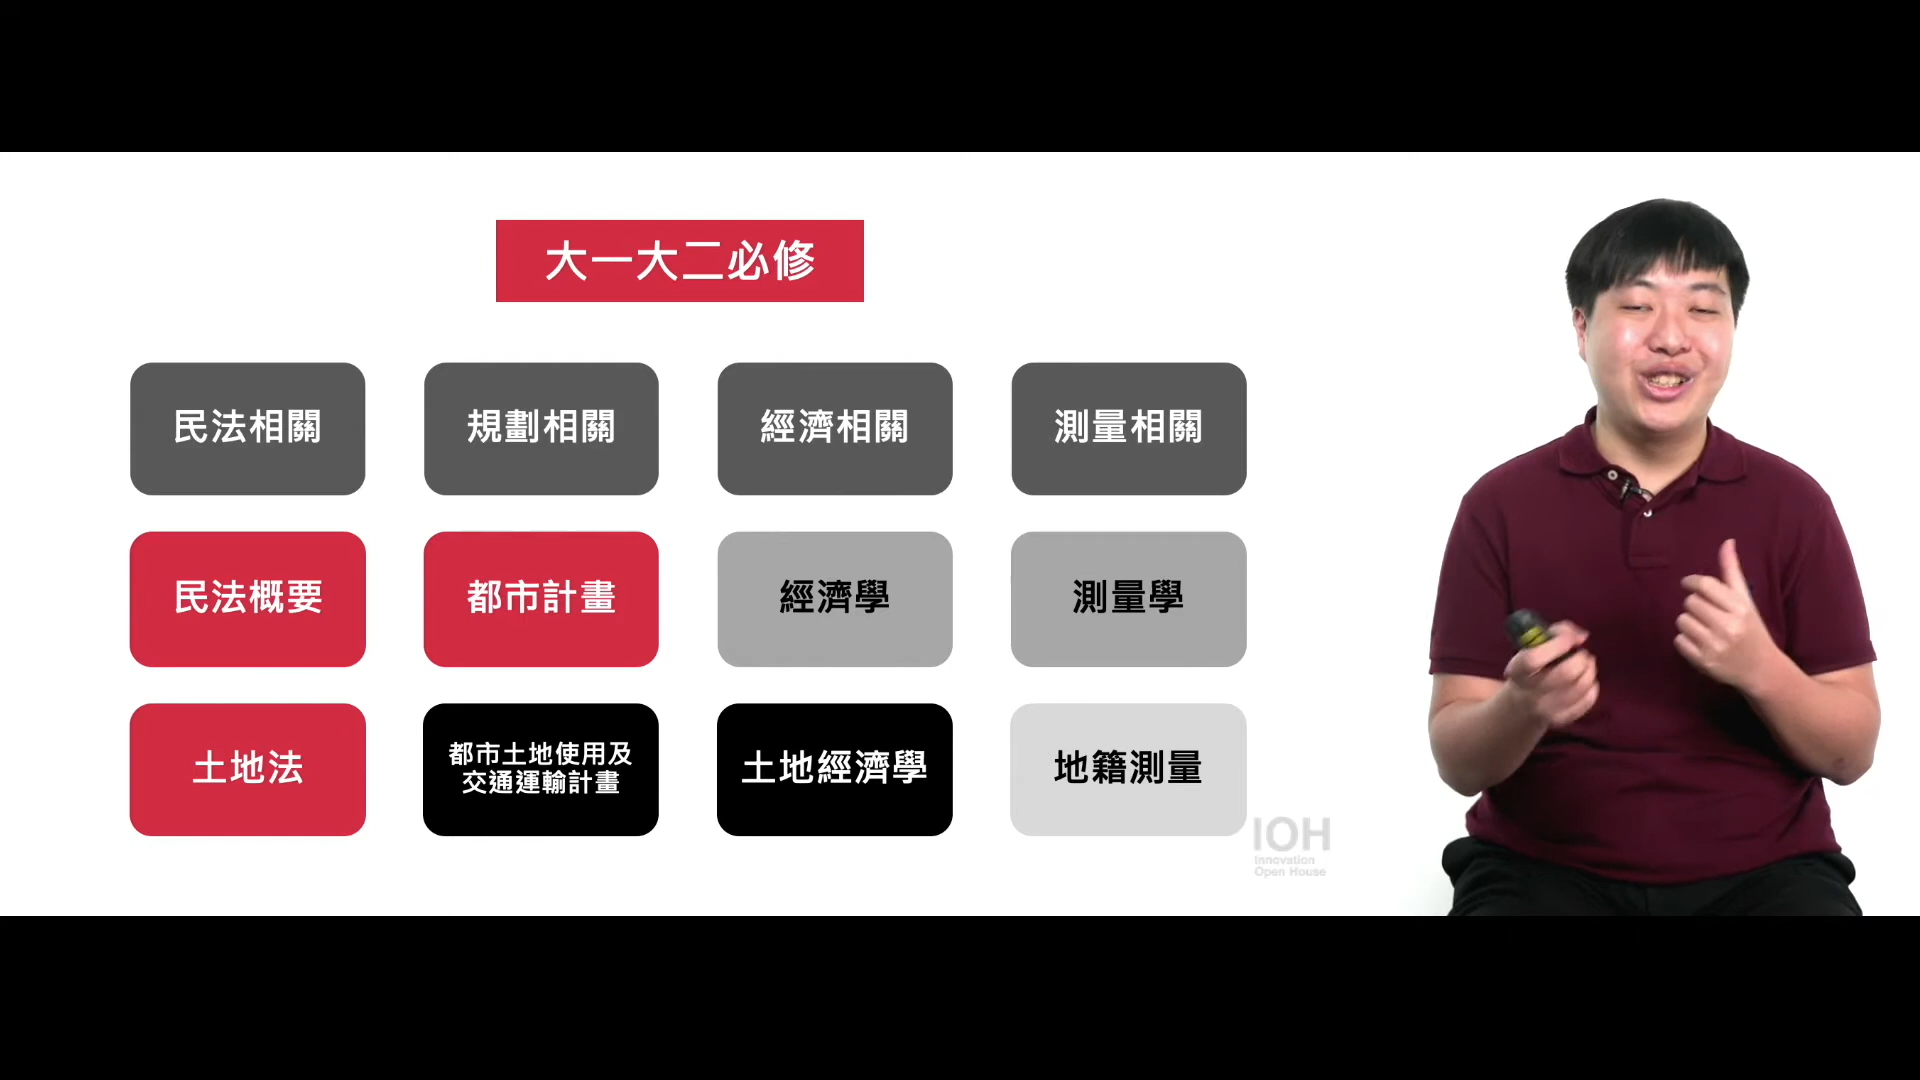 大一大二必修
民法相關
規劃相關
經濟相關
測量相關
民法概要
都市計畫
經濟學
測量學
土地法
都市土地使用及
交通運輸計畫
土地經濟學
地籍測量
IOH
Innovation
Open House